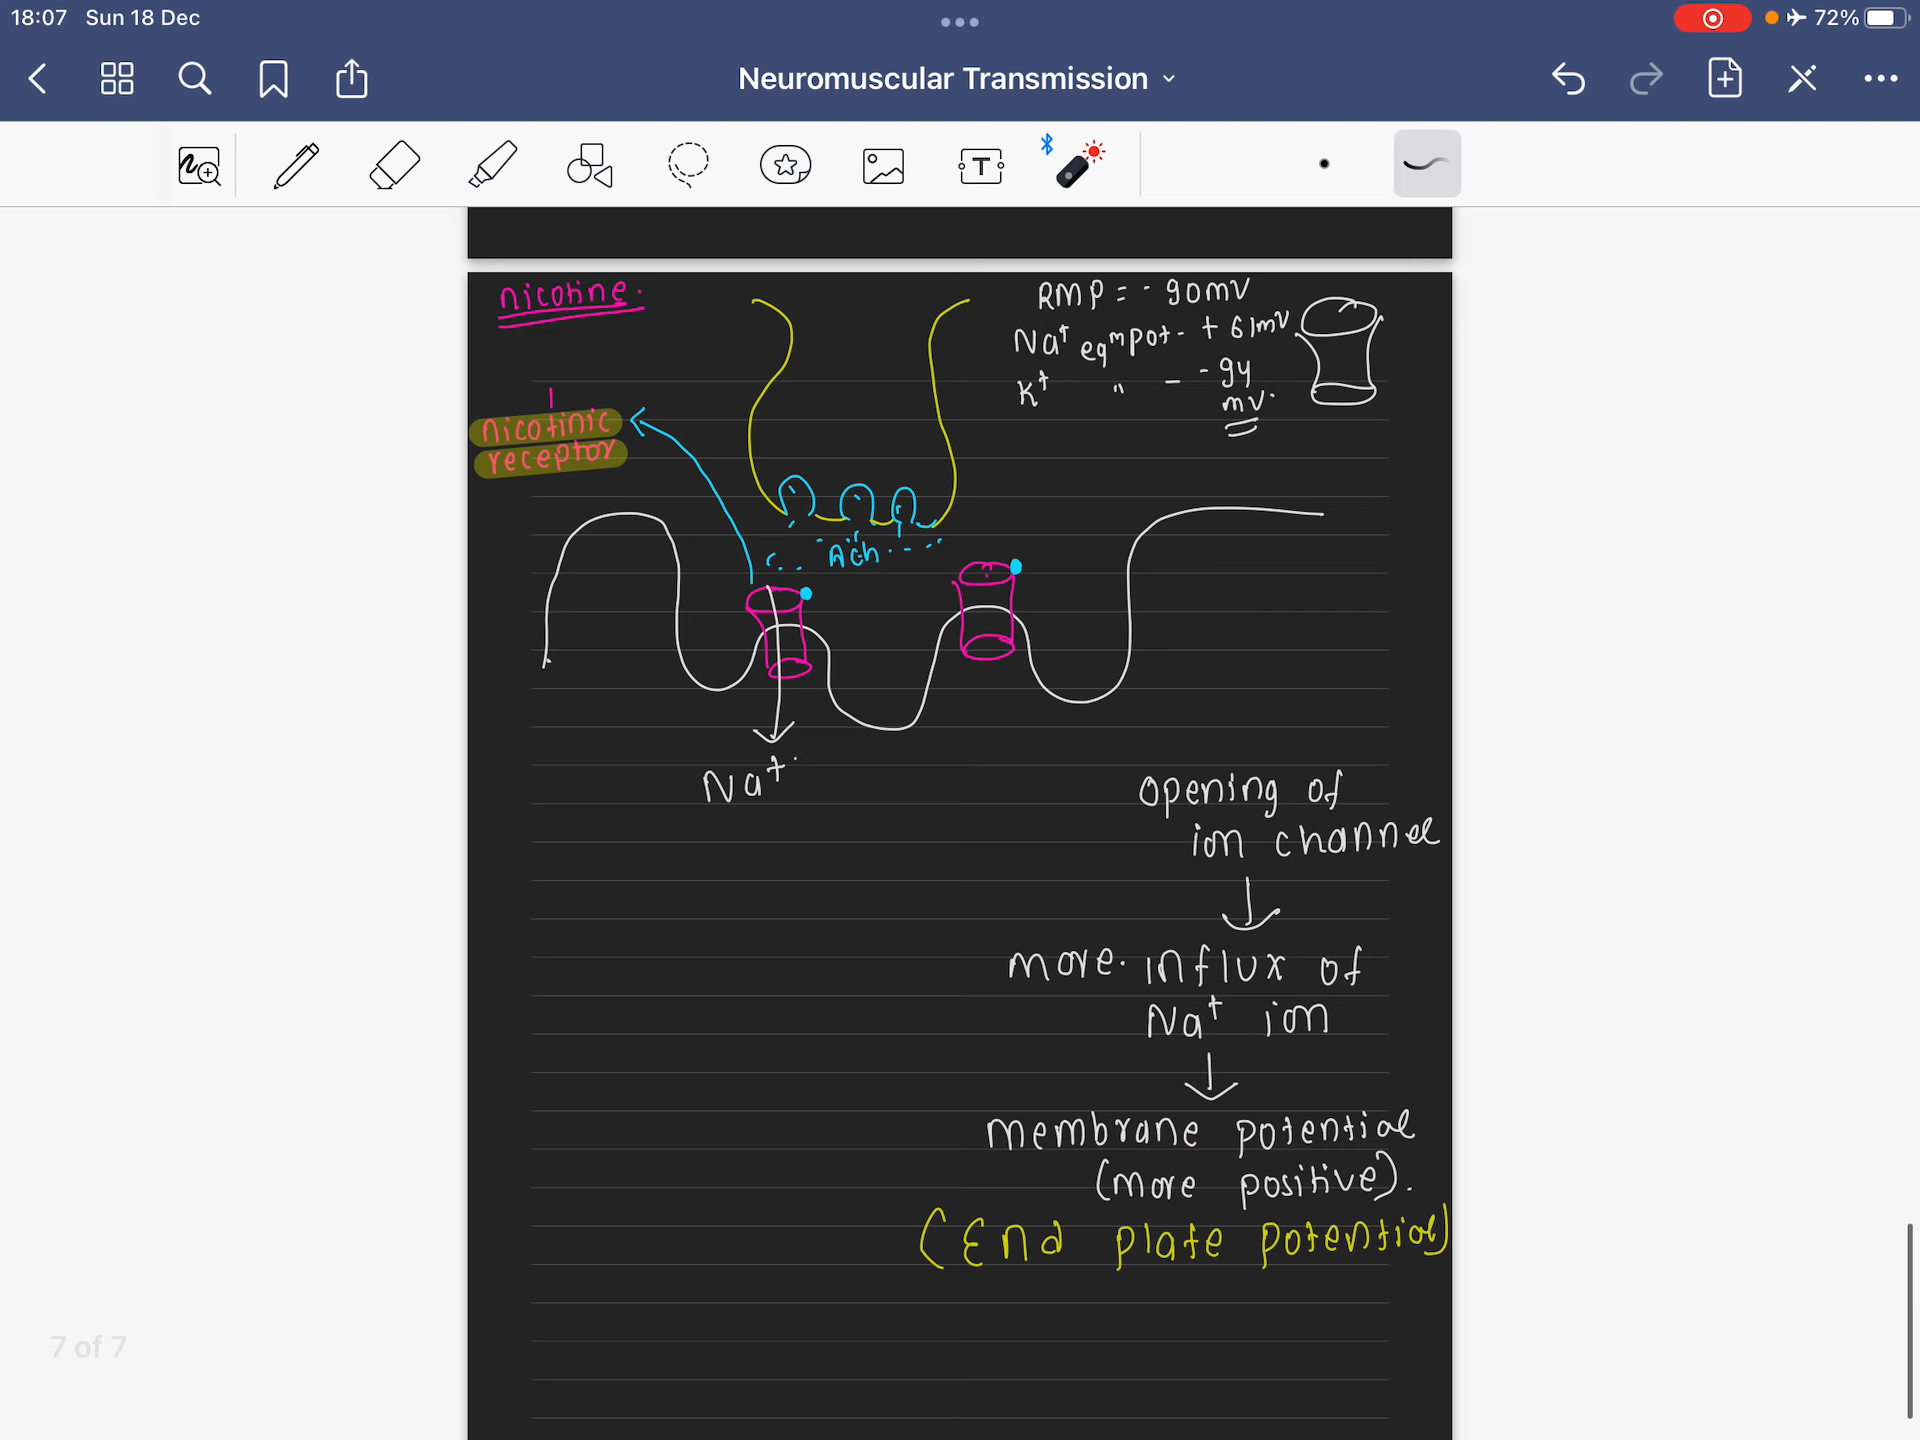 18:07 Sun 18 Dec
72%
Neuromuscular Transmission
T
nicotine.
RMP = - 90mV
Na+ eqm pot - + 61mV
K+ " - - 94
mv.
nicotinic
receptor
Ach
Na+
opening of
ion channel
more. influx of
Na+ ion
membrane potential
(more positive).
(End plate potential)
7 of 7